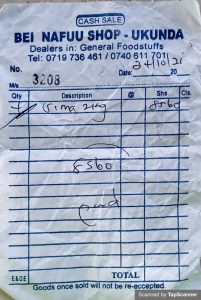 CASH SALE
BEI NAFUU SHOP - UKUNDA
Dealers in: General Foodstuffs
Tel: 0719 736 461 / 0740 611 701
No. 3208 Date: 24/10/21 20
M/s
Qty Description @ Shs. Cts.
4 Sima 2kg 8560
8560
paid
E&OE TOTAL
Goods once sold will not be re-accepted
Scanned by TapScanner